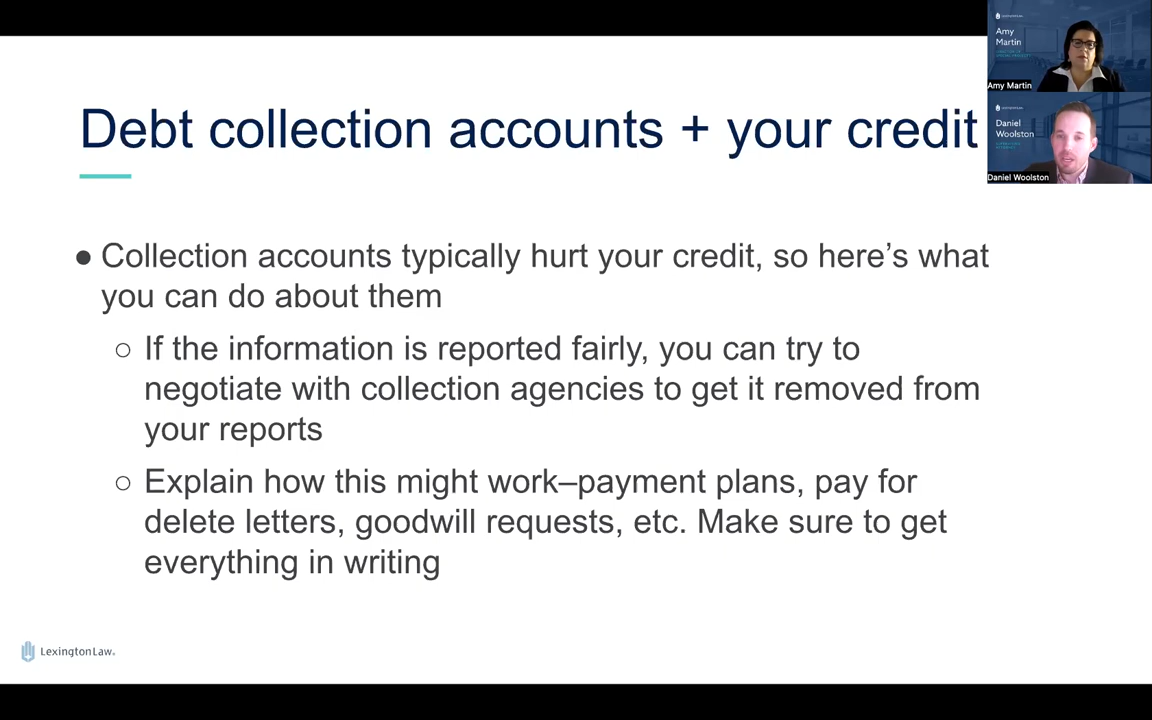 Debt collection accounts + your credit
● Collection accounts typically hurt your credit, so here’s what
you can do about them
○ If the information is reported fairly, you can try to
negotiate with collection agencies to get it removed from
your reports
○ Explain how this might work–payment plans, pay for
delete letters, goodwill requests, etc. Make sure to get
everything in writing
LexingtonLaw.
Amy
Martin
Amy Martin
Daniel
Woolston
Daniel Woolston